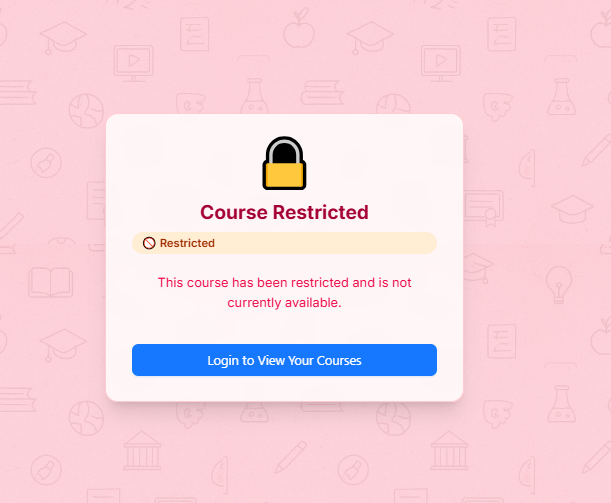 Course Restricted
Restricted
This course has been restricted and is not
currently available.
Login to View Your Courses